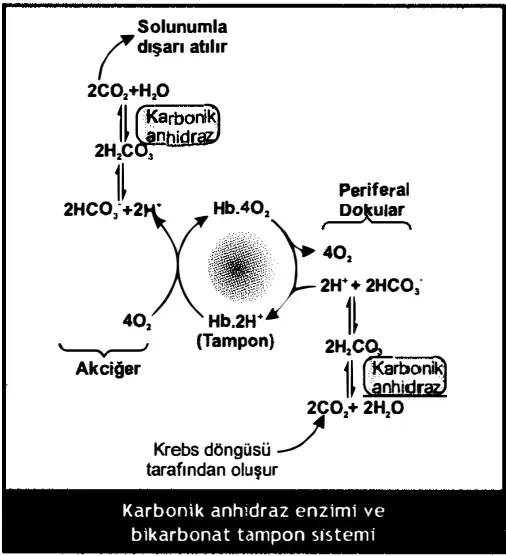 Solunumla
dışarı atılır
2CO₂+H₂O
Karbonik
anhidraz
2H₂CO₃
2HCO₃⁻+2H⁺
Hb.4O₂
4O₂
Hb.2H⁺
(Tampon)
Akciğer
Periferal
Dokular
4O₂
2H⁺ + 2HCO₃⁻
2H₂CO₃
Karbonik
anhidraz
2CO₂+ 2H₂O
Krebs döngüsü
tarafından oluşur
Karbonik anhidraz enzimi ve
bikarbonat tampon sistemi